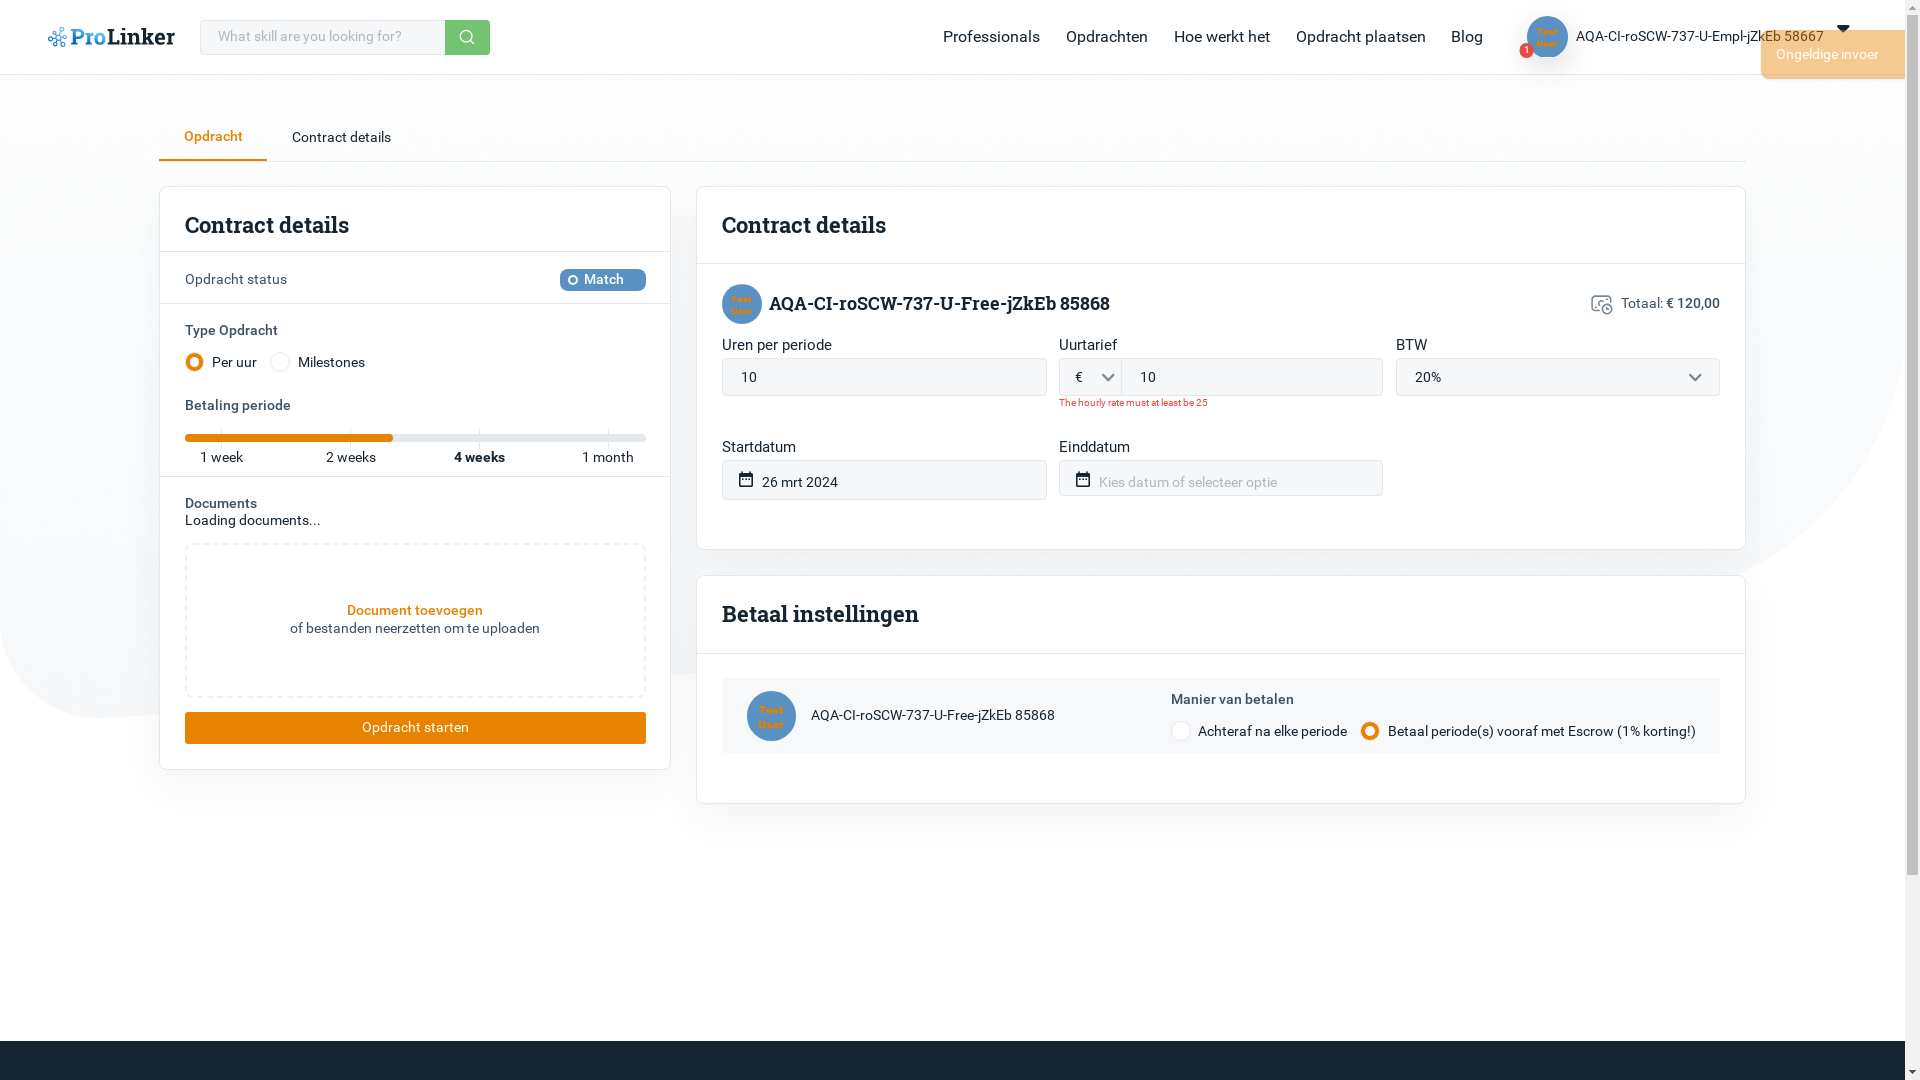 ProLinker
What skill are you looking for?
Professionals
Opdrachten
Hoe werkt het
Opdracht plaatsen
Blog
Test User
1
AQA-CI-roSCW-737-U-Empl-jZkEb 58667
Ongeldige invoer
Opdracht
Contract details
Contract details
Opdracht status
Match
Type Opdracht
Per uur
Milestones
Betaling periode
1 week
2 weeks
4 weeks
1 month
Documents
Loading documents...
Document toevoegen
of bestanden neerzetten om te uploaden
Opdracht starten
Contract details
Test User
AQA-CI-roSCW-737-U-Free-jZkEb 85868
Totaal: € 120,00
Uren per periode
Uurtarief
BTW
10
€
10
20%
The hourly rate must at least be 25
Startdatum
Einddatum
26 mrt 2024
Kies datum of selecteer optie
Betaal instellingen
Test User
AQA-CI-roSCW-737-U-Free-jZkEb 85868
Manier van betalen
Achteraf na elke periode
Betaal periode(s) vooraf met Escrow (1% korting!)